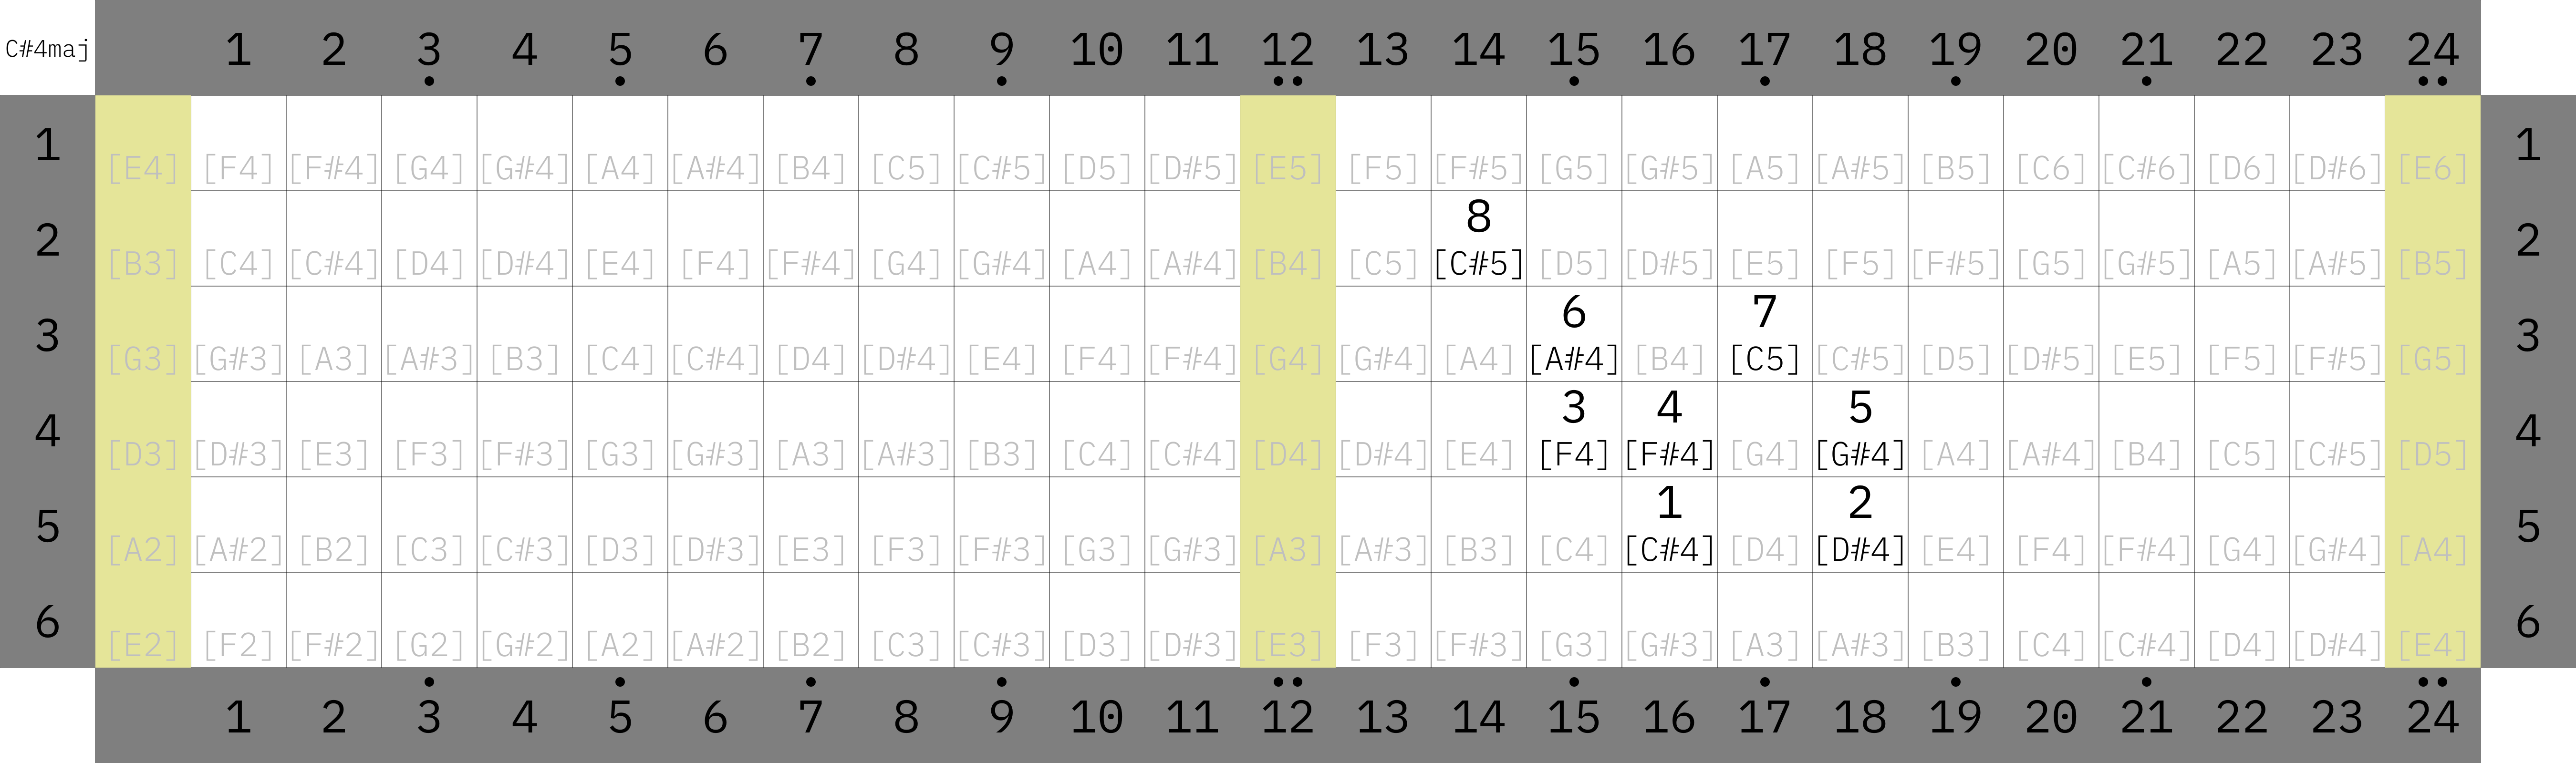 C#4maj 1 2 3 4 5 6 7 8 9 10 11 12 13 14 15 16 17 18 19 20 21 22 23 24
1 1
[E4] [F4] [F#4] [G4] [G#4] [A4] [A#4] [B4] [C5] [C#5] [D5] [D#5] [E5] [F5] [F#5] [G5] [G#5] [A5] [A#5] [B5] [C6] [C#6] [D6] [D#6] [E6]
2 8 2
[B3] [C4] [C#4] [D4] [D#4] [E4] [F4] [F#4] [G4] [G#4] [A4] [A#4] [B4] [C5] [C#5] [D5] [D#5] [E5] [F5] [F#5] [G5] [G#5] [A5] [A#5] [B5]
3 6 7 3
[G3] [G#3] [A3] [A#3] [B3] [C4] [C#4] [D4] [D#4] [E4] [F4] [F#4] [G4] [G#4] [A4] [A#4] [B4] [C5] [C#5] [D5] [D#5] [E5] [F5] [F#5] [G5]
4 3 4 5 4
[D3] [D#3] [E3] [F3] [F#3] [G3] [G#3] [A3] [A#3] [B3] [C4] [C#4] [D4] [D#4] [E4] [F4] [F#4] [G4] [G#4] [A4] [A#4] [B4] [C5] [C#5] [D5]
5 1 2 5
[A2] [A#2] [B2] [C3] [C#3] [D3] [D#3] [E3] [F3] [F#3] [G3] [G#3] [A3] [A#3] [B3] [C4] [C#4] [D4] [D#4] [E4] [F4] [F#4] [G4] [G#4] [A4]
6 6
[E2] [F2] [F#2] [G2] [G#2] [A2] [A#2] [B2] [C3] [C#3] [D3] [D#3] [E3] [F3] [F#3] [G3] [G#3] [A3] [A#3] [B3] [C4] [C#4] [D4] [D#4] [E4]
1 2 3 4 5 6 7 8 9 10 11 12 13 14 15 16 17 18 19 20 21 22 23 24